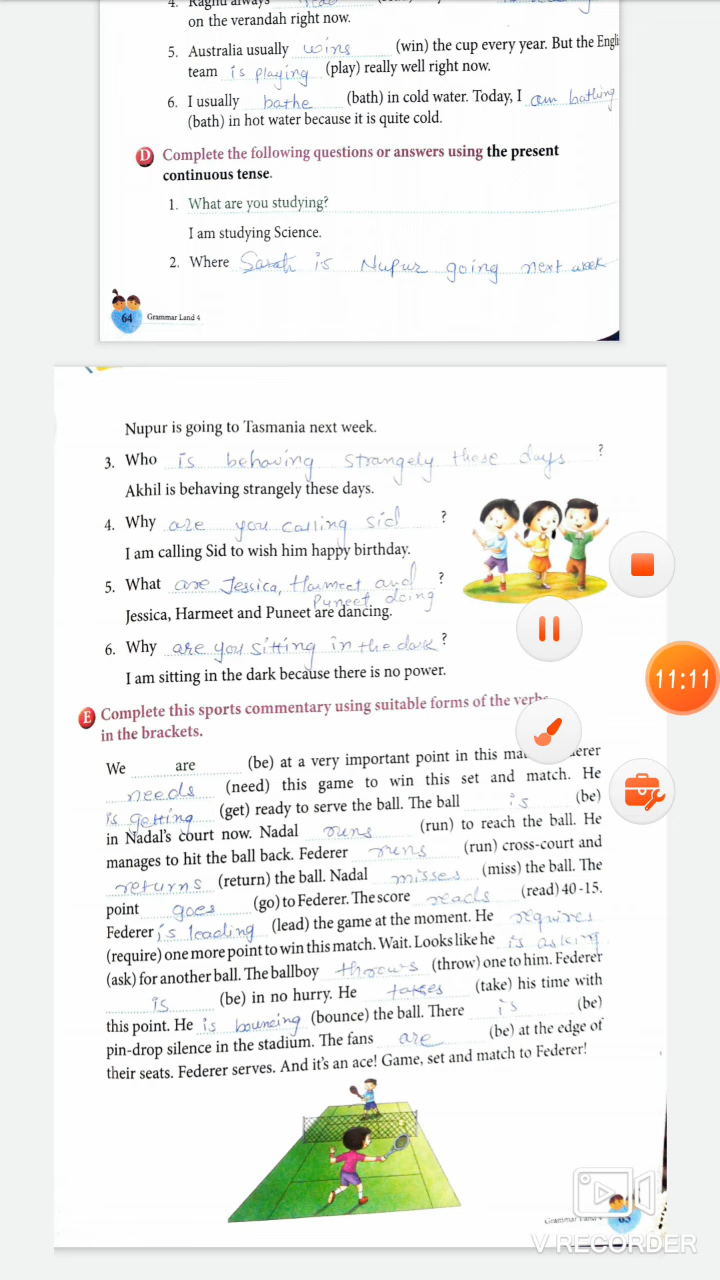 4. Raghu always
on the verandah right now.
5. Australia usually wins (win) the cup every year. But the Engli
team is playing (play) really well right now.
6. I usually bathe (bath) in cold water. Today, I am bathing
(bath) in hot water because it is quite cold.
D Complete the following questions or answers using the present
continuous tense.
1. What are you studying?
I am studying Science.
2. Where is Nupur going next week
64 Grammar Land 4
Nupur is going to Tasmania next week.
3. Who is behaving strangely these days ?
Akhil is behaving strangely these days.
4. Why are you calling sid ?
I am calling Sid to wish him happy birthday.
5. What are Jessica, Harmeet and ?
Puneet doing
Jessica, Harmeet and Puneet are dancing.
6. Why are you sitting in the dark ?
I am sitting in the dark because there is no power.
11:11
E Complete this sports commentary using suitable forms of the verbs
in the brackets.
We are (be) at a very important point in this ma erer
needs (need) this game to win this set and match. He
is getting (get) ready to serve the ball. The ball is (be)
in Nadal's court now. Nadal runs (run) to reach the ball. He
manages to hit the ball back. Federer runs (run) cross-court and
returns (return) the ball. Nadal misses (miss) the ball. The
point goes (go) to Federer. The score reads (read) 40-15.
Federer is leading (lead) the game at the moment. He requires
(require) one more point to win this match. Wait. Looks like he is asking
(ask) for another ball. The ballboy throws (throw) one to him. Federer
is (be) in no hurry. He takes (take) his time with
this point. He is bouncing (bounce) the ball. There is (be)
pin-drop silence in the stadium. The fans are (be) at the edge of
their seats. Federer serves. And it's an ace! Game, set and match to Federer!
Grammar Land 4 65
V RECORDER